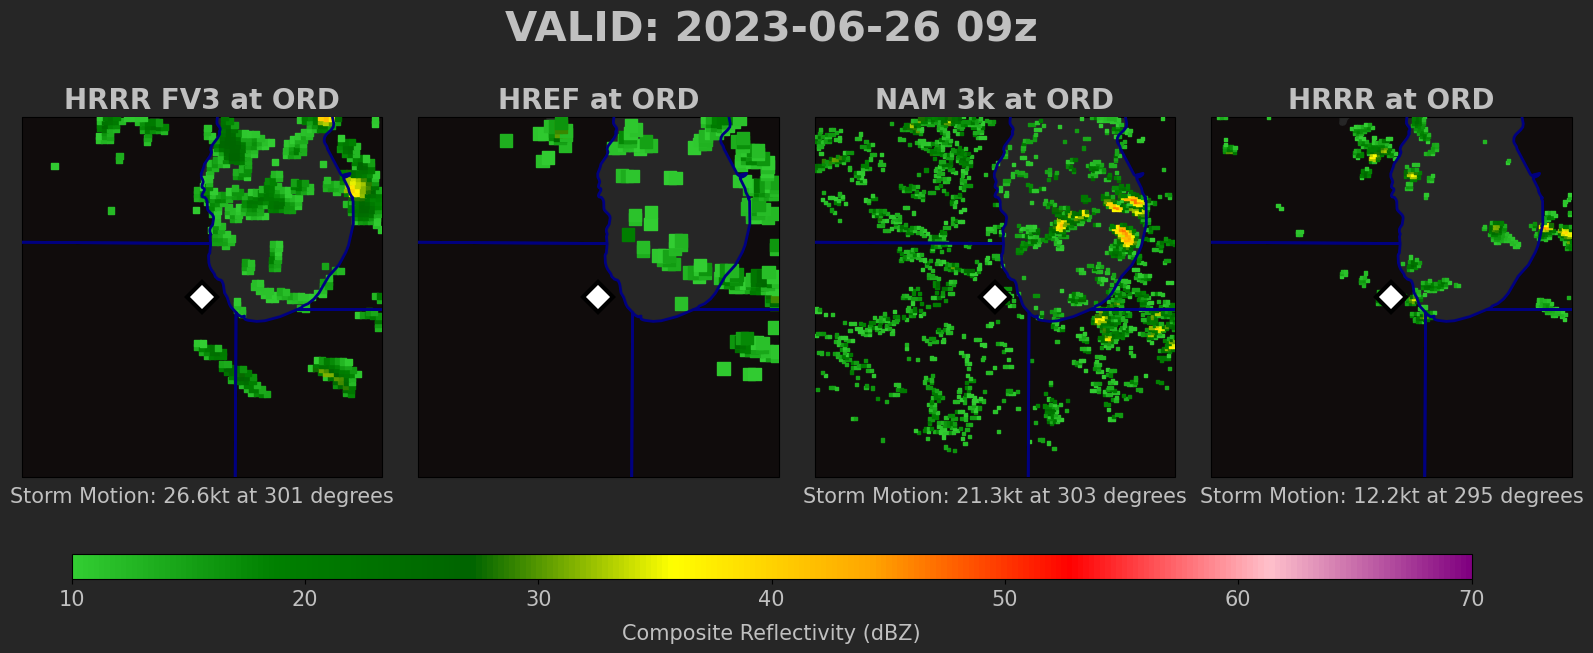 VALID: 2023-06-26 09z
HRRR FV3 at ORD
HREF at ORD
NAM 3k at ORD
HRRR at ORD
Storm Motion: 26.6kt at 301 degrees
Storm Motion: 21.3kt at 303 degrees
Storm Motion: 12.2kt at 295 degrees
10 20 30 40 50 60 70
Composite Reflectivity (dBZ)